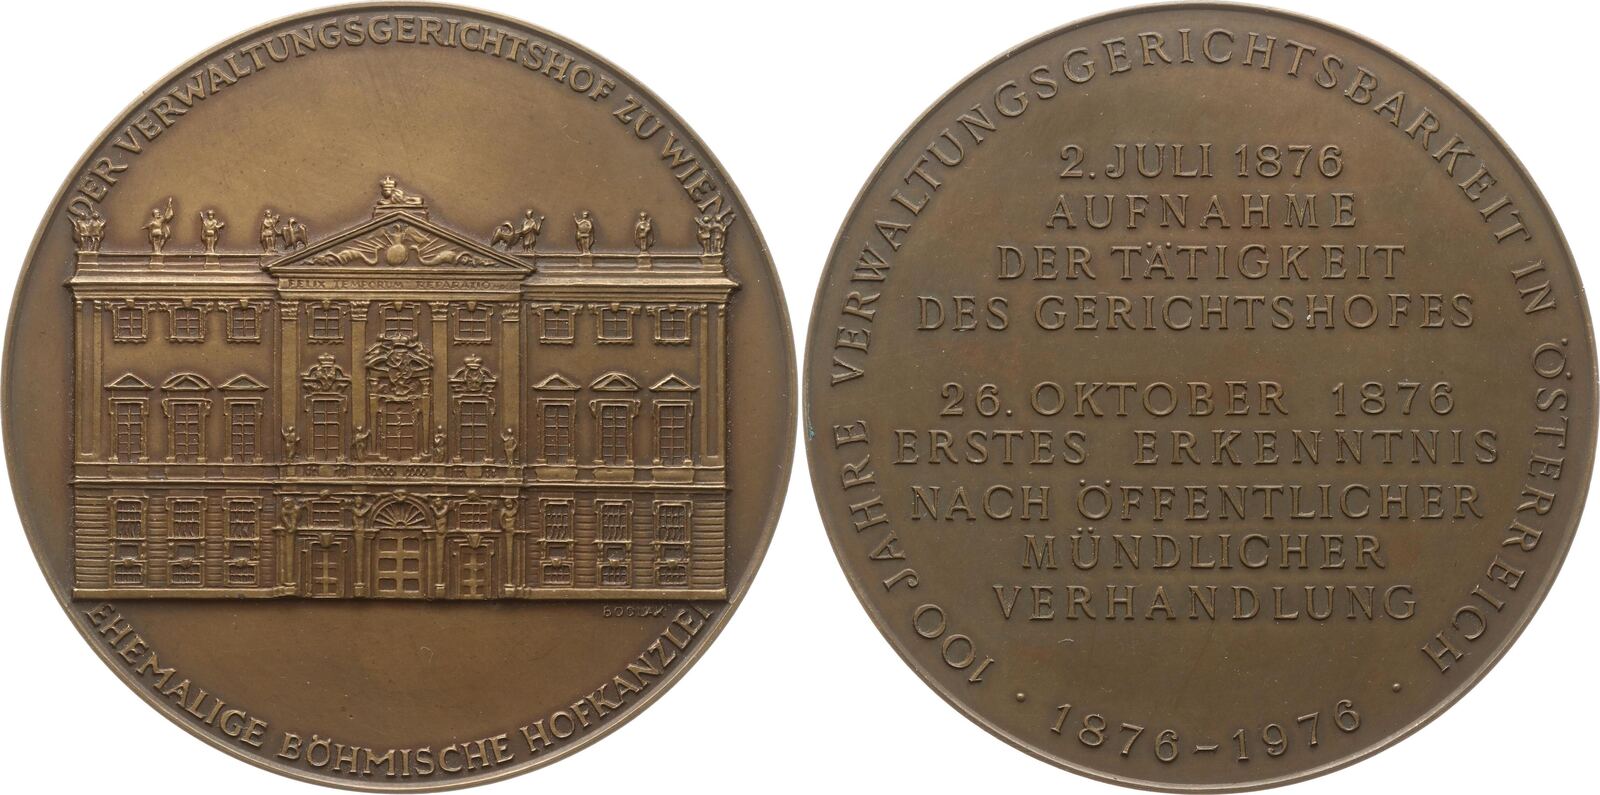 DER VERWALTUNGSGERICHTSHOF ZU WIEN
FELIX TEMPORUM REPARATIO
EHEMALIGE BÖHMISCHE HOFKANZLEI
100 JAHRE VERWALTUNGSGERICHTSBARKEIT IN ÖSTERREICH
2. JULI 1876
AUFNAHME
DER TÄTIGKEIT
DES GERICHTSHOFES
26. OKTOBER 1876
ERSTES ERKENNTNIS
NACH ÖFFENTLICHER
MÜNDLICHER
VERHANDLUNG
· 1876-1976 ·